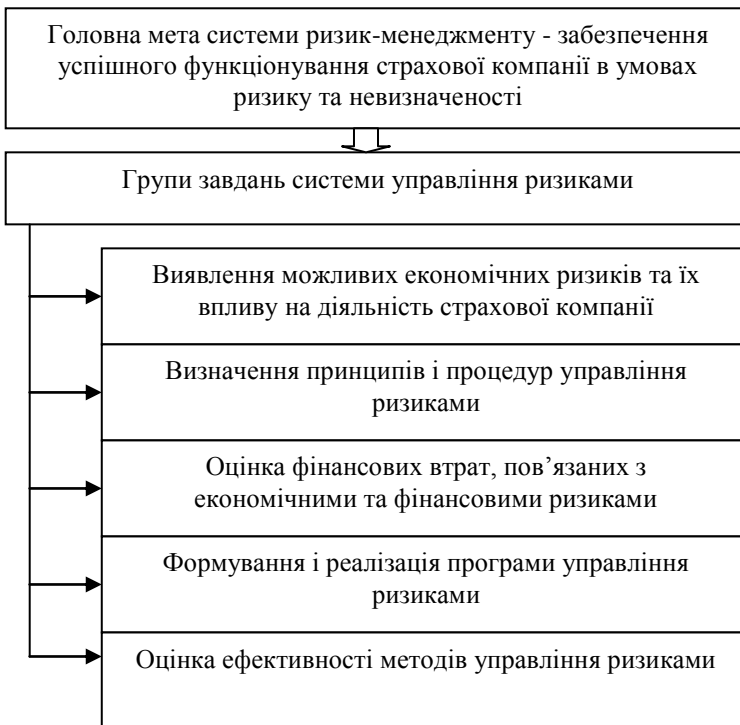 Головна мета системи ризик-менеджменту - забезпечення
успішного функціонування страхової компанії в умовах
ризику та невизначеності
Групи завдань системи управління ризиками
Виявлення можливих економічних ризиків та їх
впливу на діяльність страхової компанії
Визначення принципів і процедур управління
ризиками
Оцінка фінансових втрат, пов’язаних з
економічними та фінансовими ризиками
Формування і реалізація програми управління
ризиками
Оцінка ефективності методів управління ризиками